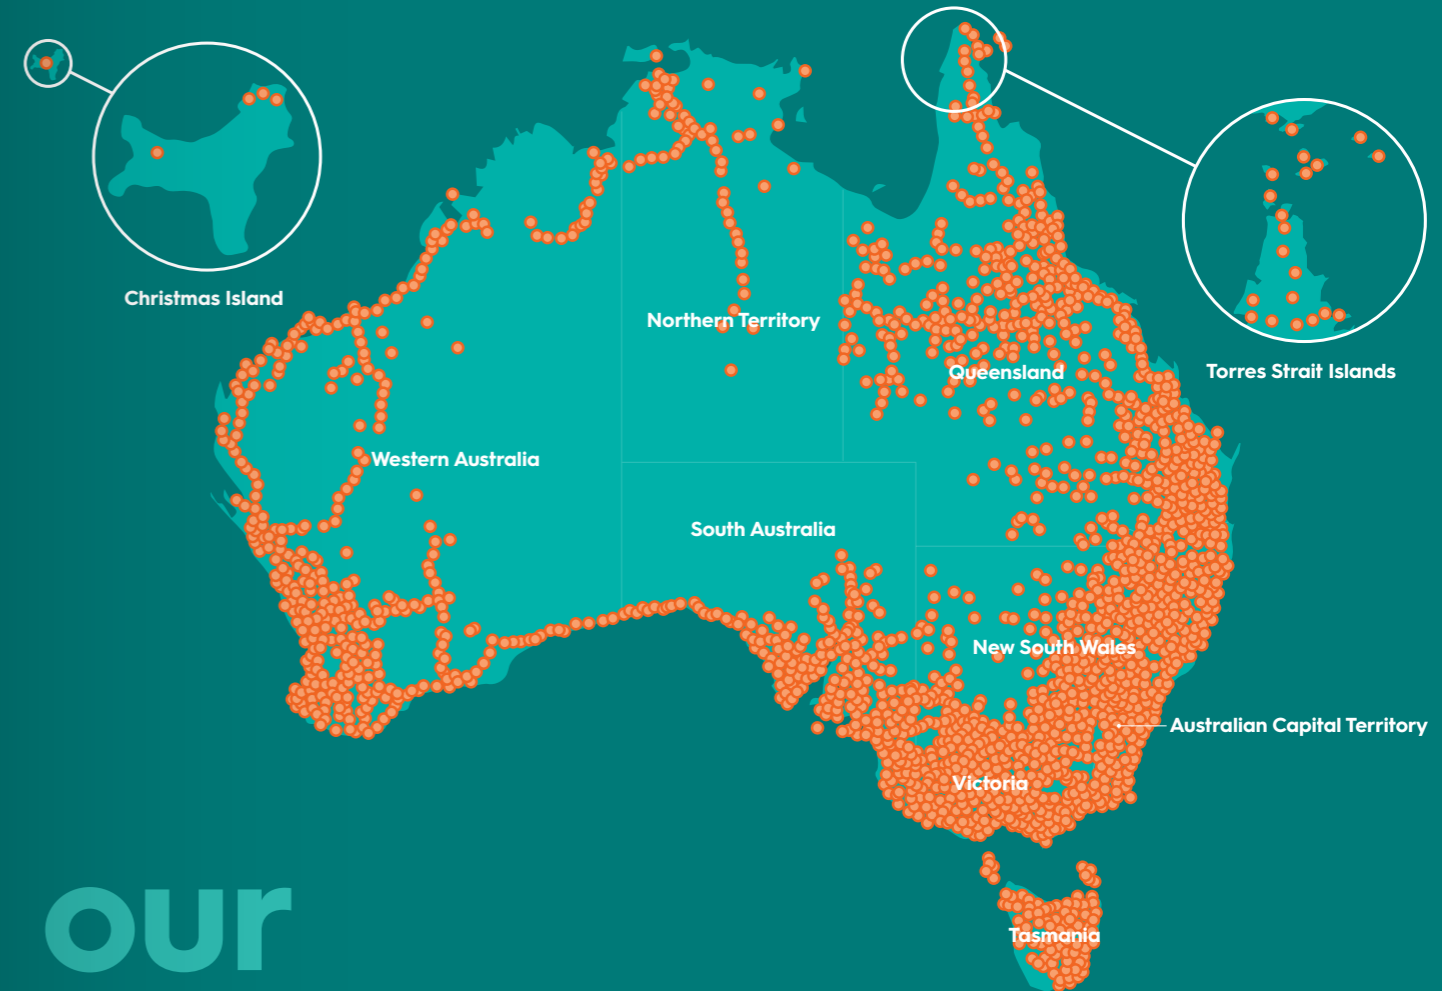 Christmas Island
Northern Territory
Queensland
Torres Strait Islands
Western Australia
South Australia
New South Wales
Australian Capital Territory
Victoria
Tasmania
our